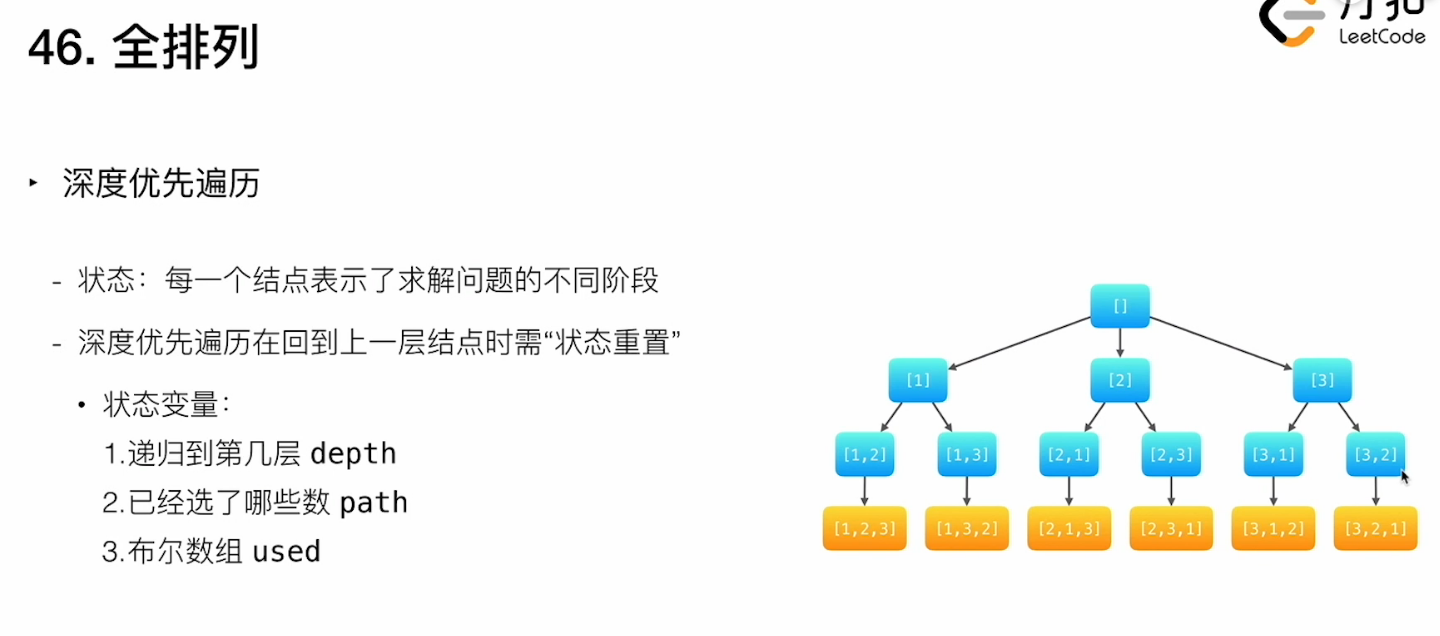 46. 全排列
力扣
LeetCode
‣ 深度优先遍历
- 状态：每一个结点表示了求解问题的不同阶段
- 深度优先遍历在回到上一层结点时需“状态重置”
• 状态变量：
1.递归到第几层 depth
2.已经选了哪些数 path
3.布尔数组 used
[]
[1] [2] [3]
[1,2] [1,3] [2,1] [2,3] [3,1] [3,2]
[1,2,3] [1,3,2] [2,1,3] [2,3,1] [3,1,2] [3,2,1]